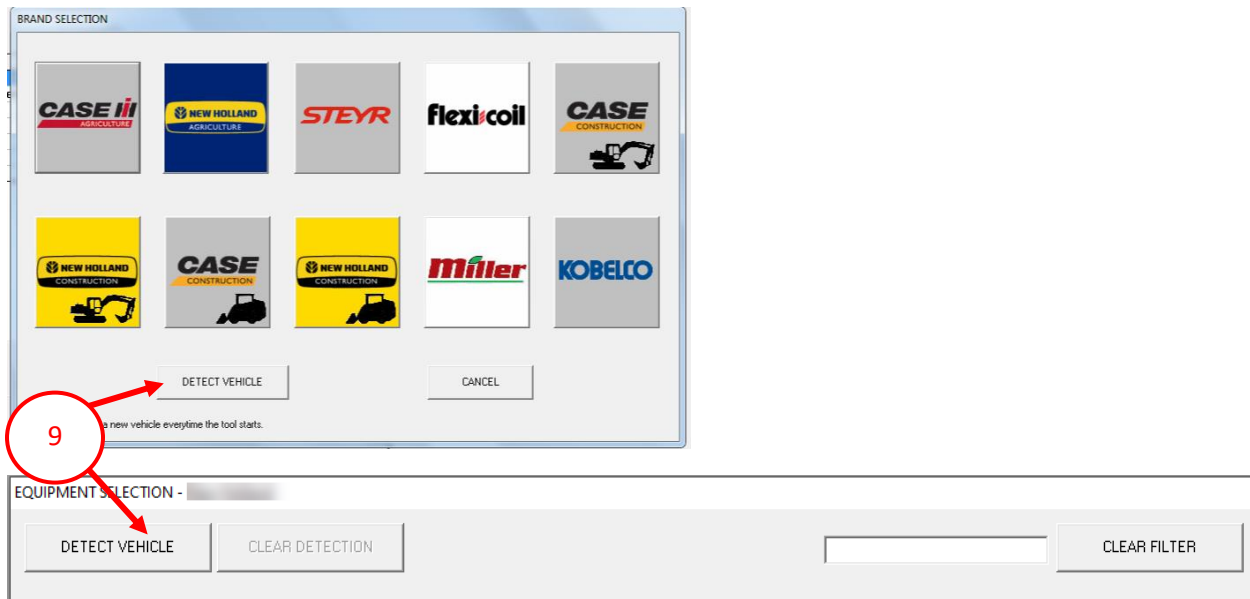 BRAND SELECTION
CASE IH
AGRICULTURE
NEW HOLLAND
AGRICULTURE
STEYR
flexi-coil
CASE
CONSTRUCTION
NEW HOLLAND
CONSTRUCTION
CASE
CONSTRUCTION
NEW HOLLAND
CONSTRUCTION
miller
KOBELCO
DETECT VEHICLE
CANCEL
9
a new vehicle everytime the tool starts.
EQUIPMENT SELECTION -
DETECT VEHICLE
CLEAR DETECTION
CLEAR FILTER